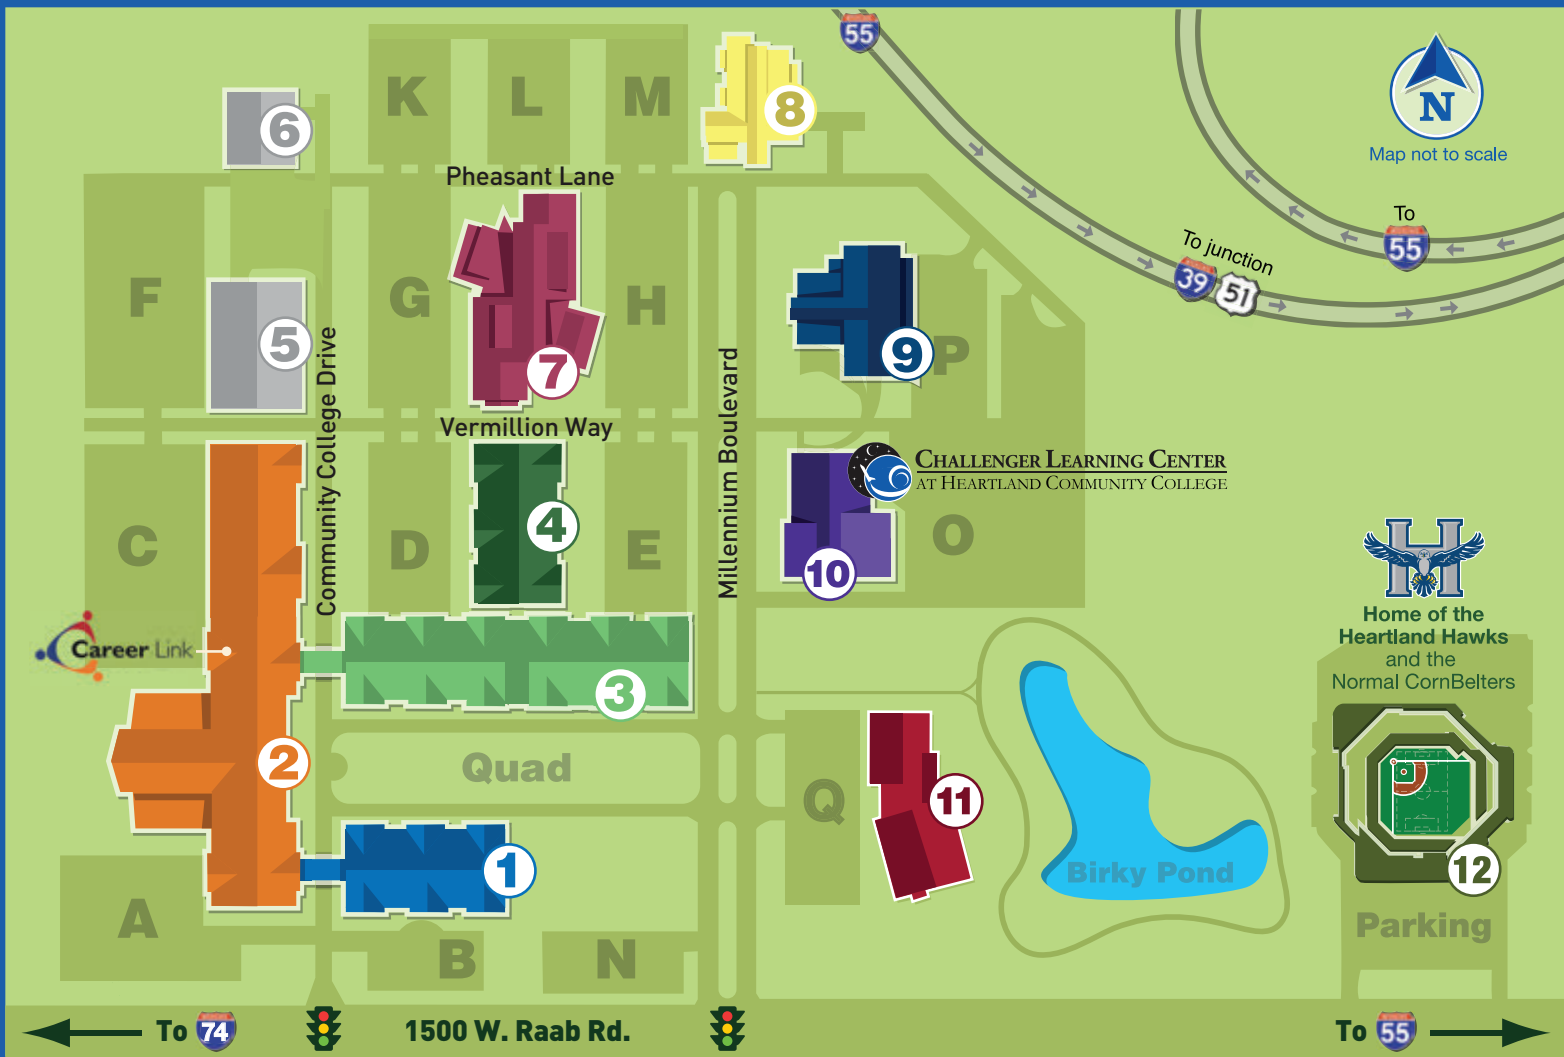 55
N
Map not to scale
K
L
M
8
6
Pheasant Lane
To
55
To junction
39
51
F
G
H
5
7
9
P
Community College Drive
Millennium Boulevard
Vermillion Way
CHALLENGER LEARNING CENTER
AT HEARTLAND COMMUNITY COLLEGE
C
D
4
E
10
O
H
Home of the
Heartland Hawks
and the
Normal CornBelters
Career Link
3
2
Quad
Q
11
Birky Pond
12
1
A
B
N
Parking
To 74
1500 W. Raab Rd.
To 55